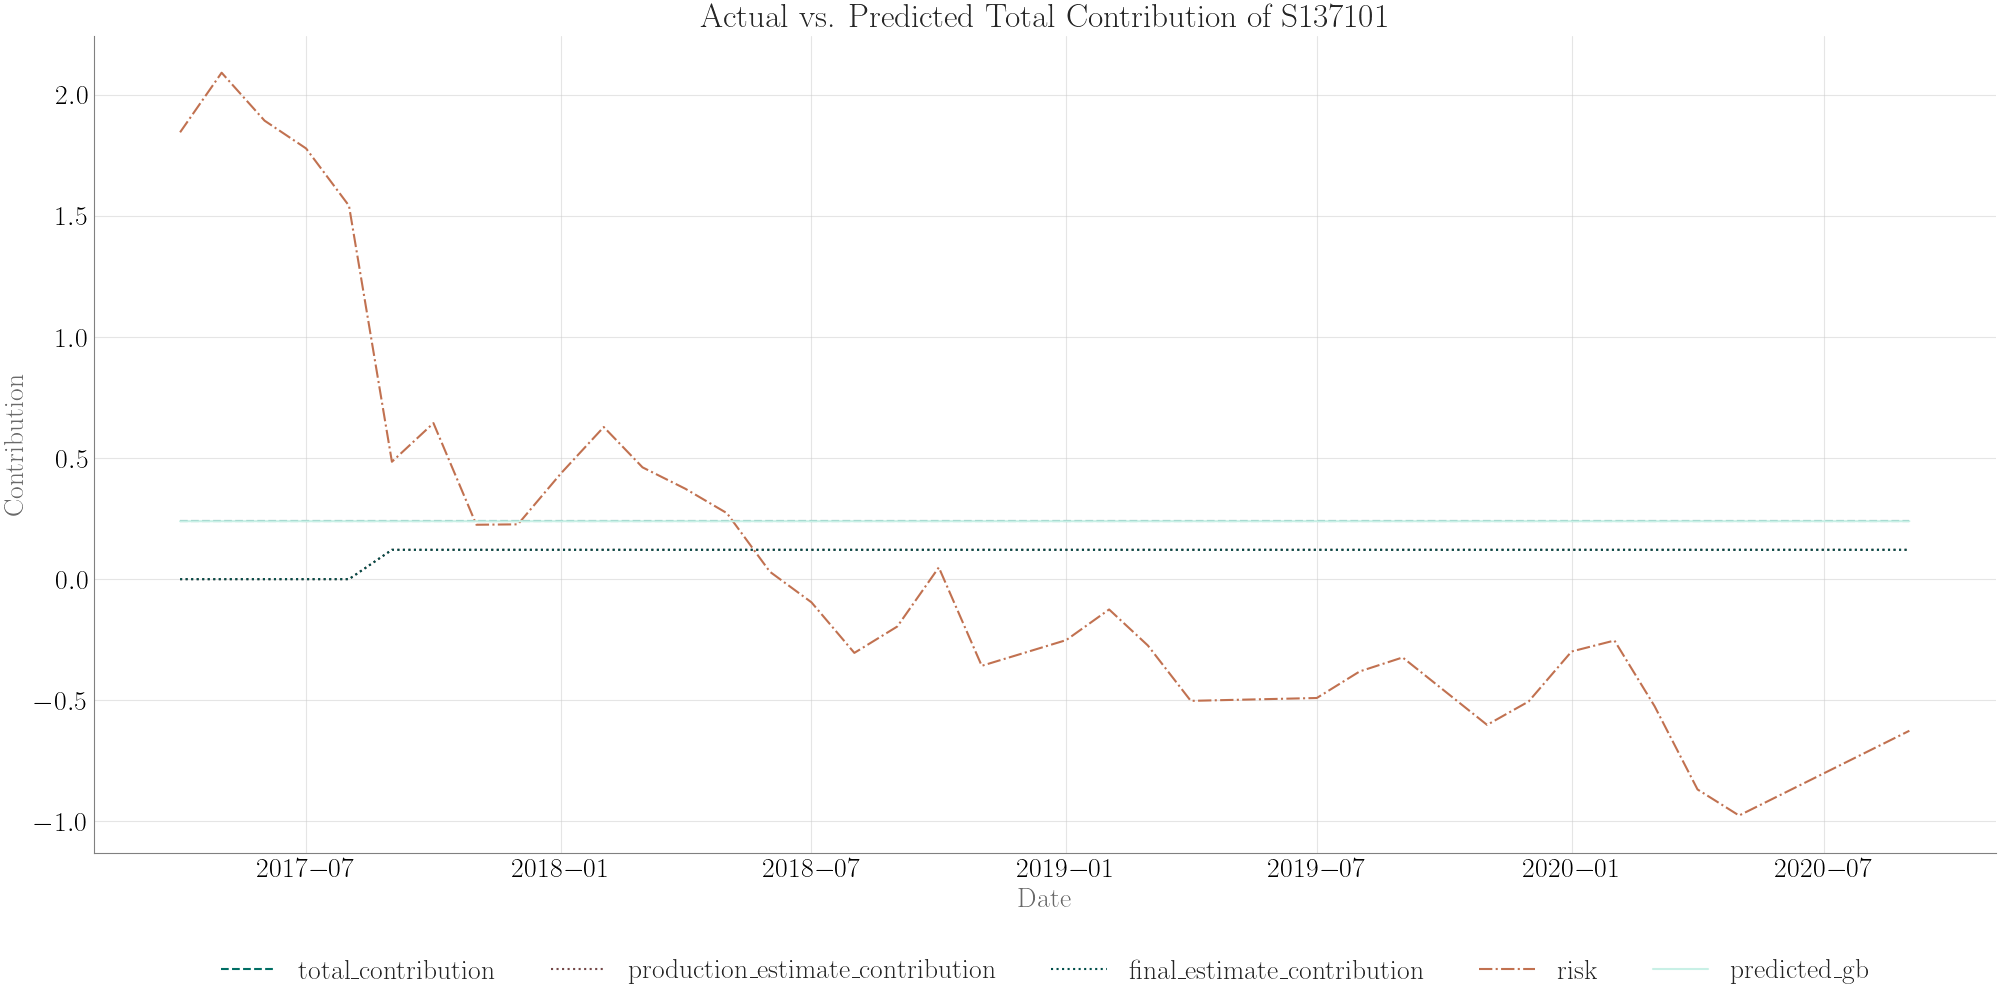 Actual vs. Predicted Total Contribution of S137101
Contribution
2.0
1.5
1.0
0.5
0.0
−0.5
−1.0
2017−07 2018−01 2018−07 2019−01 2019−07 2020−01 2020−07
Date
total_contribution production_estimate_contribution final_estimate_contribution risk predicted_gb